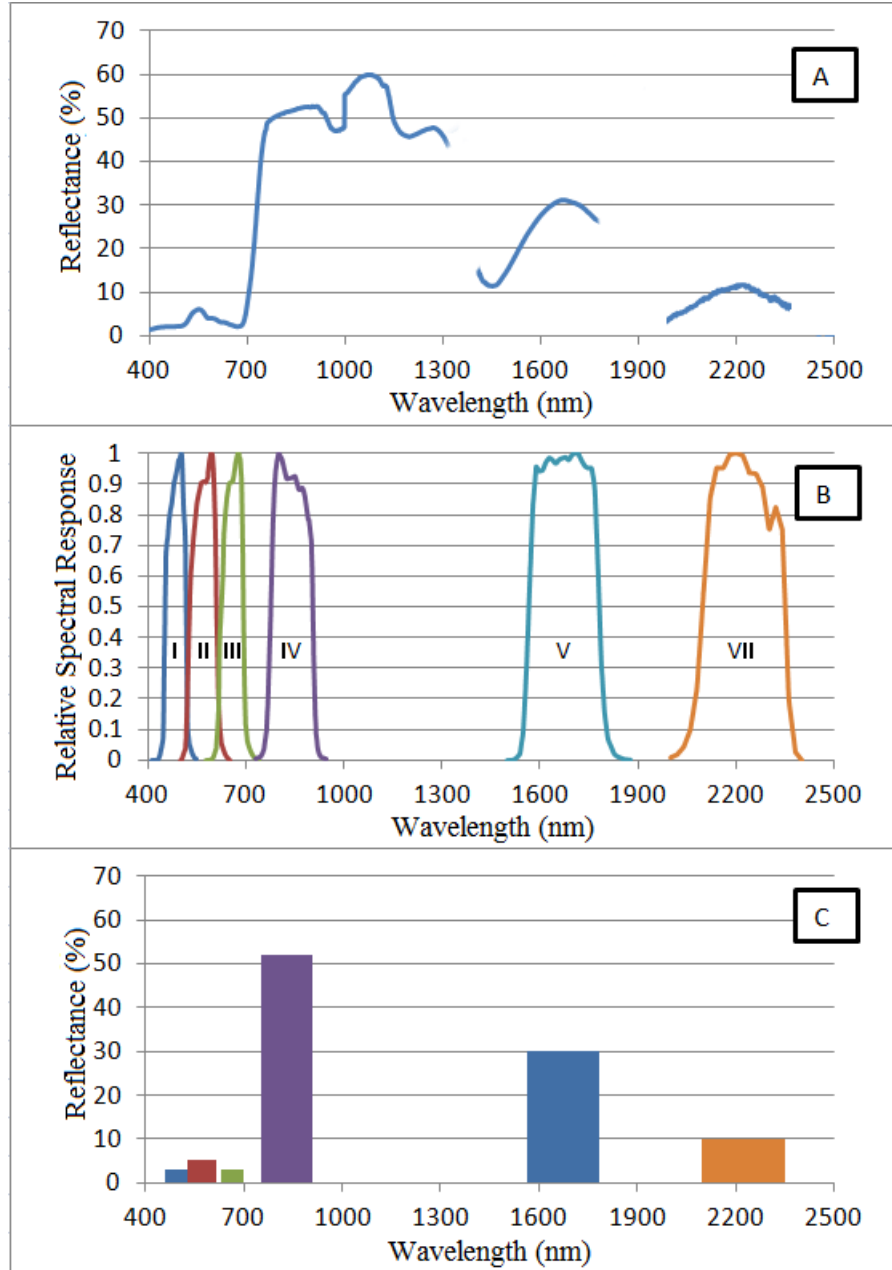 A
Reflectance (%)
70
60
50
40
30
20
10
0
400 700 1000 1300 1600 1900 2200 2500
Wavelength (nm)
B
Relative Spectral Response
1
0.9
0.8
0.7
0.6
0.5
0.4
0.3
0.2
0.1
0
I II III IV V VII
400 700 1000 1300 1600 1900 2200 2500
Wavelength (nm)
C
Reflectance (%)
70
60
50
40
30
20
10
0
400 700 1000 1300 1600 1900 2200 2500
Wavelength (nm)